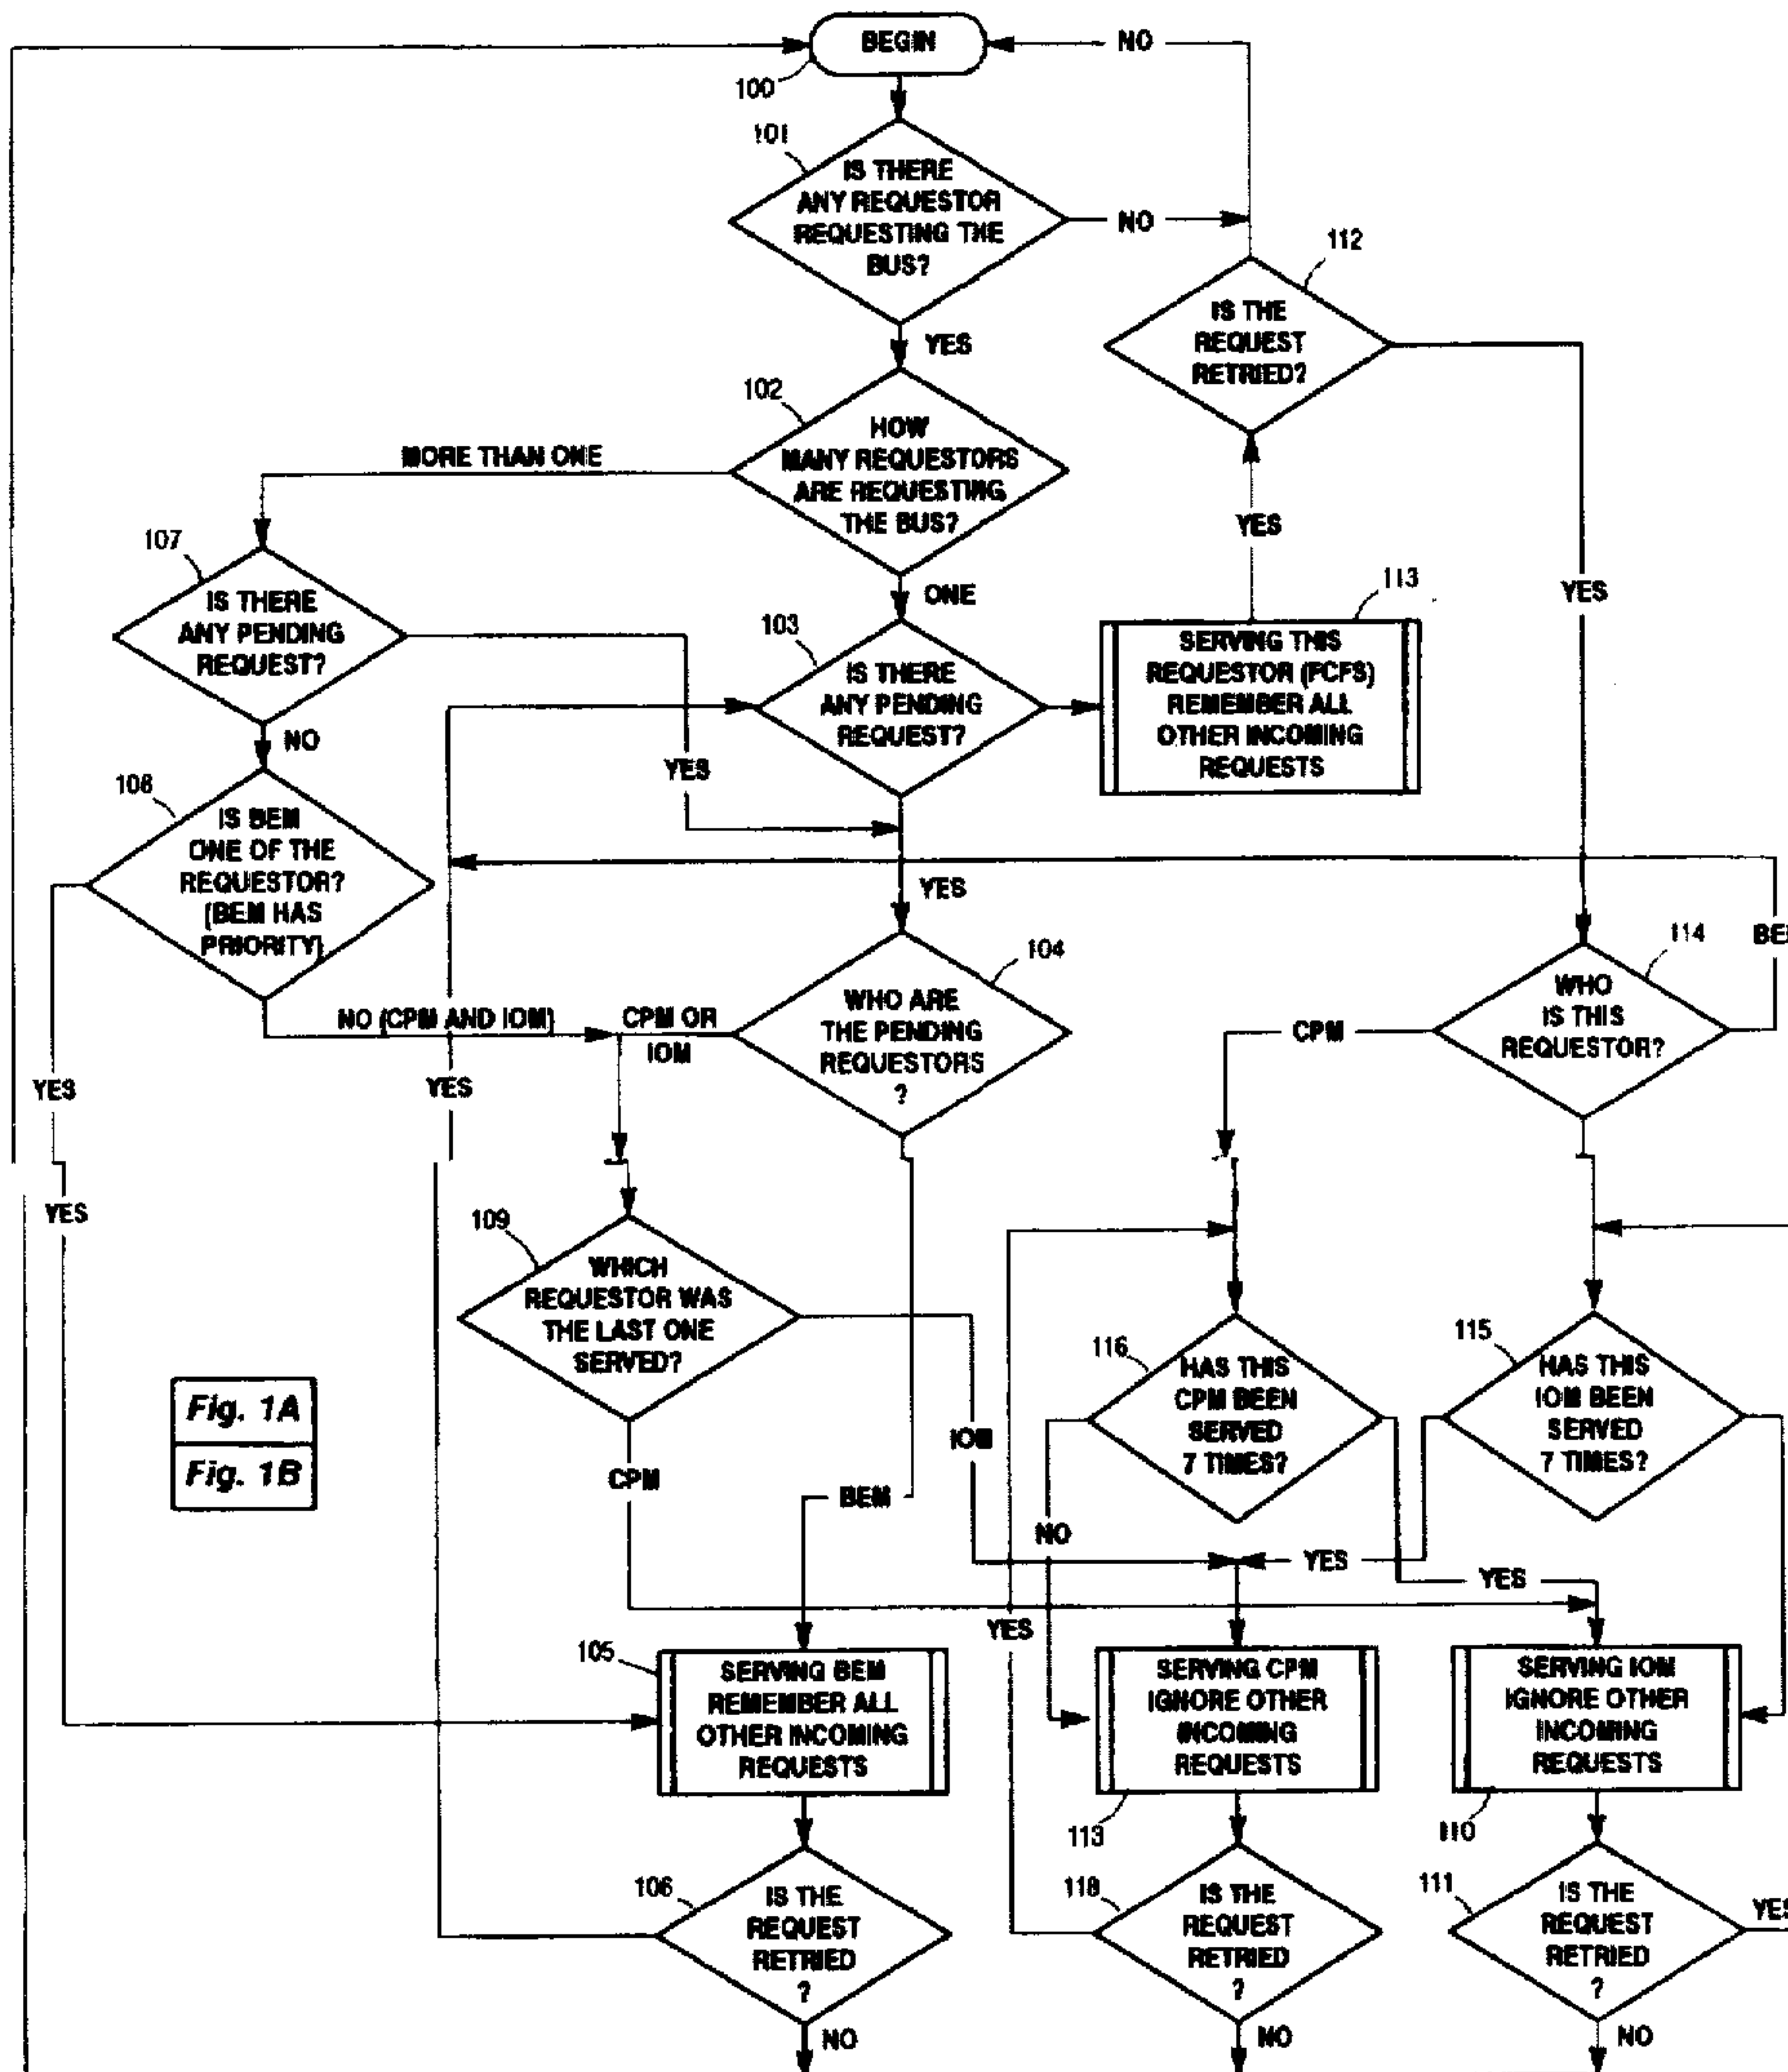 BEGIN
NO
100
101
IS THERE
ANY REQUESTOR
REQUESTING THE
BUS?
NO
112
IS THE
REQUEST
RETRIED?
YES
102
HOW
MANY REQUESTORS
ARE REQUESTING
THE BUS?
MORE THAN ONE
YES
YES
107
IS THERE
ANY PENDING
REQUEST?
ONE
103
IS THERE
ANY PENDING
REQUEST?
113
SERVING THIS
REQUESTOR (FCFS)
REMEMBER ALL
OTHER INCOMING
REQUESTS
NO
YES
108
IS BEM
ONE OF THE
REQUESTOR?
(BEM HAS
PRIORITY)
YES
104
WHO ARE
THE PENDING
REQUESTORS
?
114
WHO
IS THIS
REQUESTOR?
NO (CPM AND IOM)
CPM OR
IOM
CPM
YES
YES
YES
109
WHICH
REQUESTOR WAS
THE LAST ONE
SERVED?
116
HAS THIS
CPM BEEN
SERVED
7 TIMES?
115
HAS THIS
IOM BEEN
SERVED
7 TIMES?
Fig. 1A
Fig. 1B
IOM
CPM
BEM
NO
YES
YES
YES
105
SERVING BEM
REMEMBER ALL
OTHER INCOMING
REQUESTS
SERVING CPM
IGNORE OTHER
INCOMING
REQUESTS
113
SERVING IOM
IGNORE OTHER
INCOMING
REQUESTS
110
106
IS THE
REQUEST
RETRIED
?
118
IS THE
REQUEST
RETRIED
?
111
IS THE
REQUEST
RETRIED
?
YES
NO
NO
NO